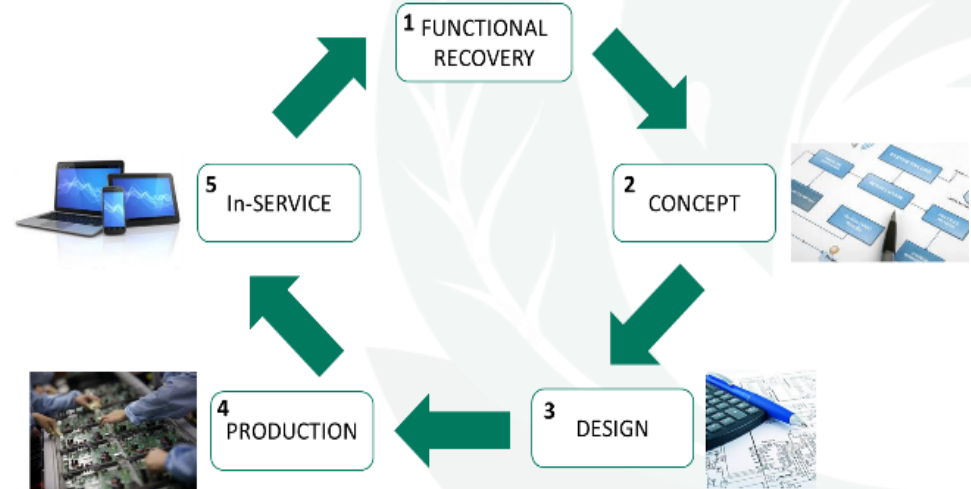 1 FUNCTIONAL
RECOVERY
2
CONCEPT
3
DESIGN
4
PRODUCTION
5
In-SERVICE